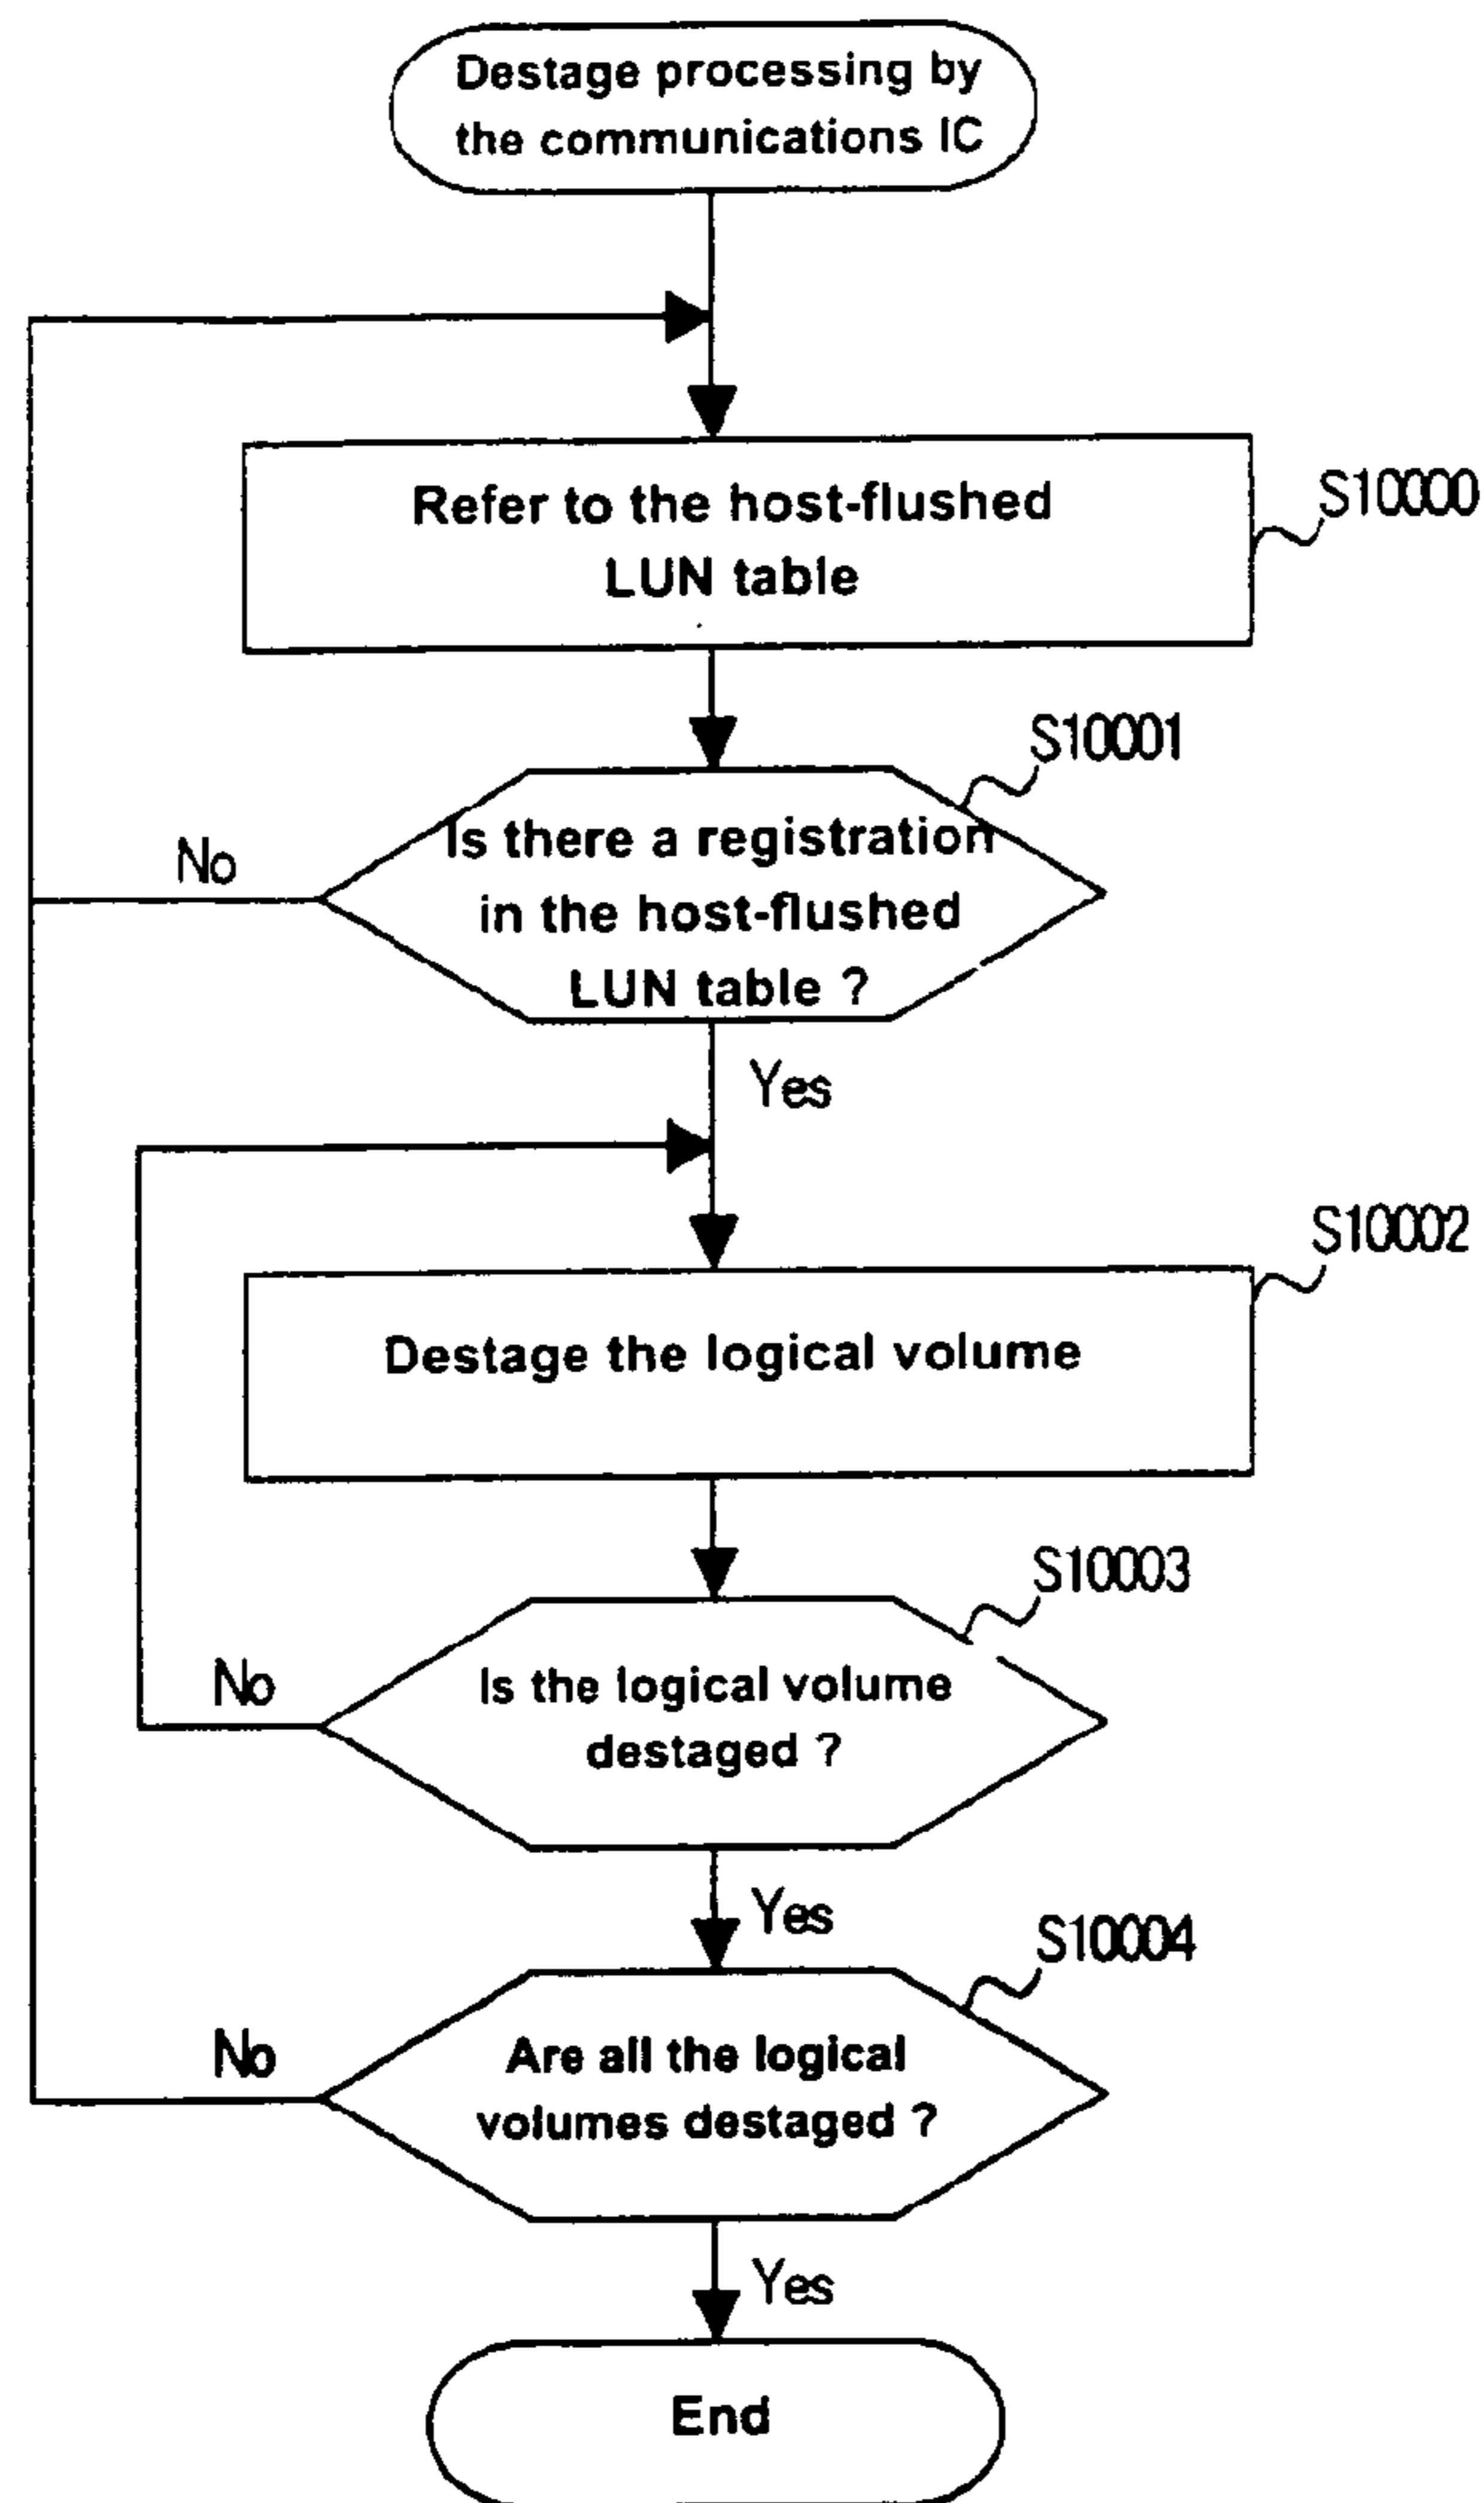 Destage processing by
the communications IC
Refer to the host-flushed
LUN table
S10000
S10001
Is there a registration
in the host-flushed
LUN table ?
No
Yes
S10002
Destage the logical volume
S10003
Is the logical volume
destaged ?
No
Yes
S10004
Are all the logical
volumes destaged ?
No
Yes
End